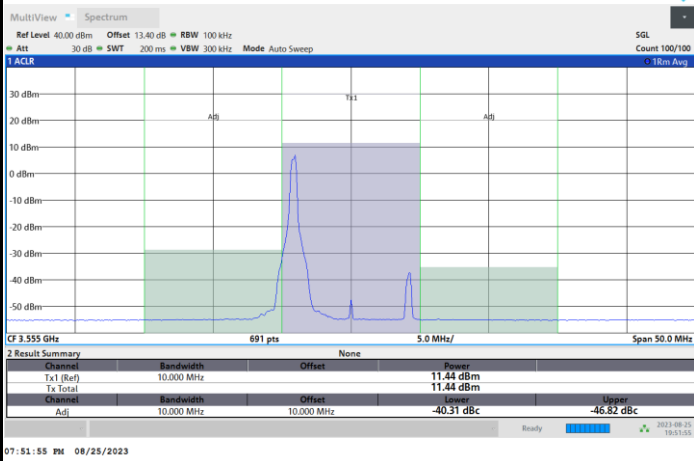 MultiView Spectrum
Ref Level 40.00 dBm Offset 13.40 dB RBW 100 kHz SGL
Att 30 dB SWT 200 ms VBW 300 kHz Mode Auto Sweep Count 100/100
1 ACLR 1Rm Avg
30 dBm
Tx1
20 dBm
Adj Adj
10 dBm
0 dBm
-10 dBm
-20 dBm
-30 dBm
-40 dBm
-50 dBm
CF 3.555 GHz 691 pts 5.0 MHz/ Span 50.0 MHz
2 Result Summary None
Channel Bandwidth Offset Power
Tx1 (Ref) 10.000 MHz 11.44 dBm
Tx Total 11.44 dBm
Channel Bandwidth Offset Lower Upper
Adj 10.000 MHz 10.000 MHz -40.31 dBc -46.82 dBc
Ready 2023-08-25
19:51:55
07:51:55 PM 08/25/2023